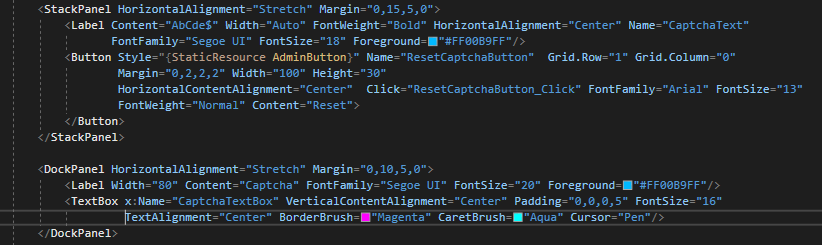 <StackPanel HorizontalAlignment="Stretch" Margin="0,15,5,0">
<Label Content="AbCde$" Width="Auto" FontWeight="Bold" HorizontalAlignment="Center" Name="CaptchaText"
FontFamily="Segoe UI" FontSize="18" Foreground="#FF00B9FF"/>
<Button Style="{StaticResource AdminButton}" Name="ResetCaptchaButton"  Grid.Row="1" Grid.Column="0"
Margin="0,2,2,2" Width="100" Height="30"
HorizontalContentAlignment="Center"  Click="ResetCaptchaButton_Click" FontFamily="Arial" FontSize="13"
FontWeight="Normal" Content="Reset">
</Button>
</StackPanel>
<DockPanel HorizontalAlignment="Stretch" Margin="0,10,5,0">
<Label Width="80" Content="Captcha" FontFamily="Segoe UI" FontSize="20" Foreground="#FF00B9FF"/>
<TextBox x:Name="CaptchaTextBox" VerticalContentAlignment="Center" Padding="0,0,0,5" FontSize="16"
TextAlignment="Center" BorderBrush="Magenta" CaretBrush="Aqua" Cursor="Pen"/>
</DockPanel>